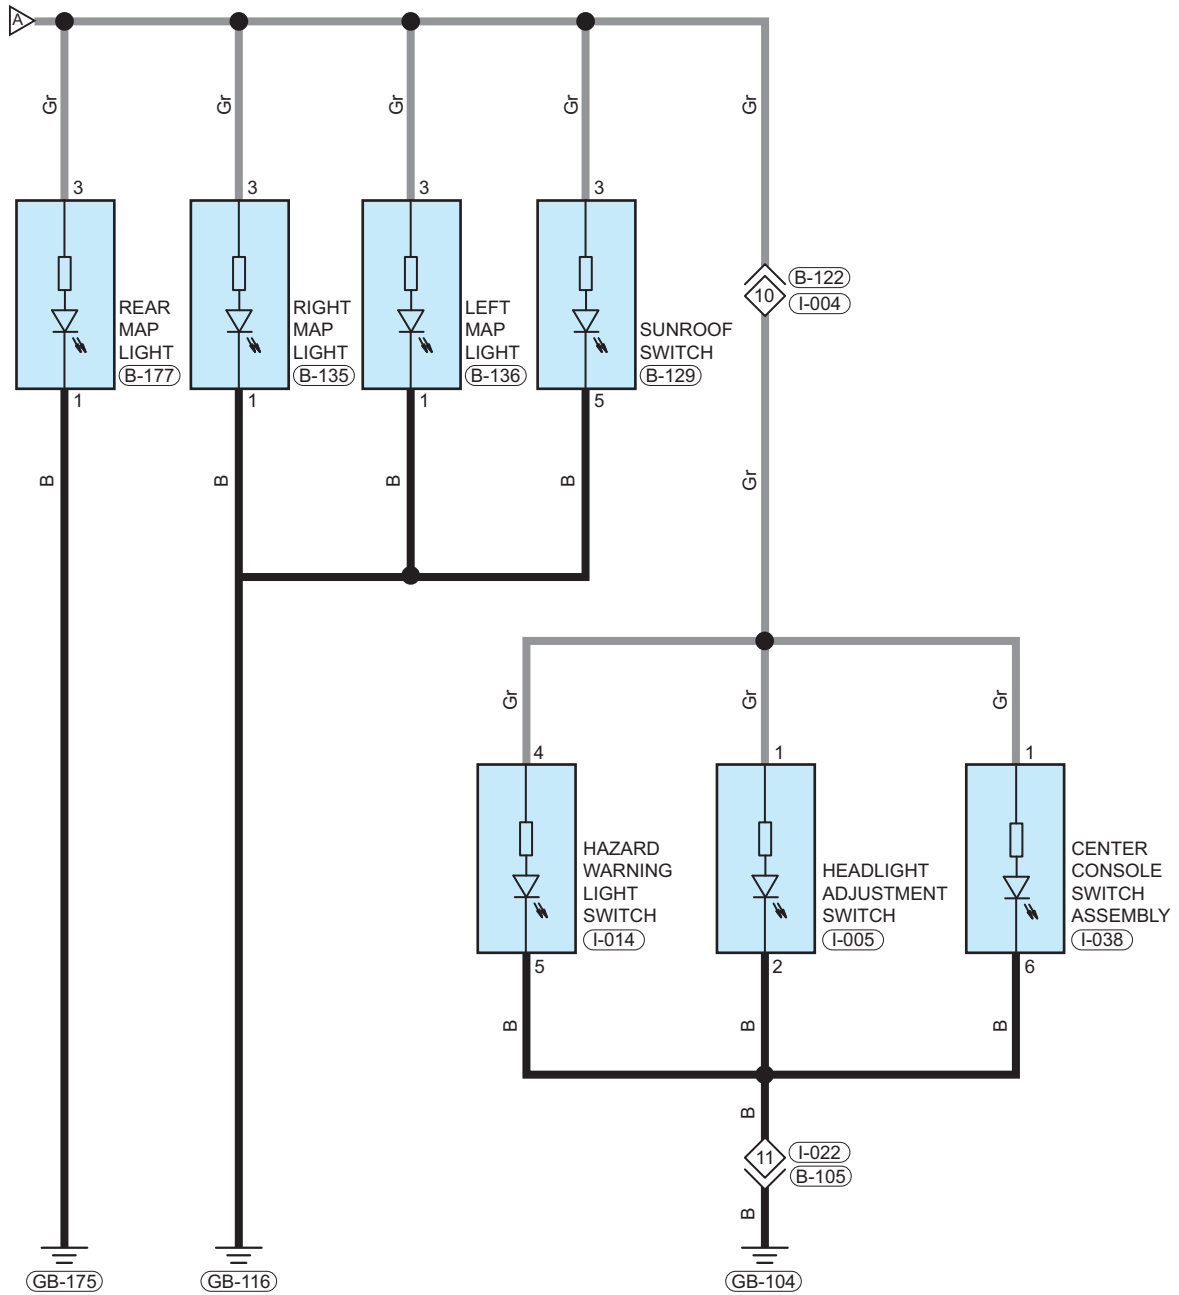 A
Gr
Gr
Gr
Gr
Gr
3
3
3
3
REAR
MAP
LIGHT
B-177
RIGHT
MAP
LIGHT
B-135
LEFT
MAP
LIGHT
B-136
SUNROOF
SWITCH
B-129
10
B-122
I-004
1
1
1
5
B
B
B
B
Gr
Gr
Gr
Gr
4
1
1
HAZARD
WARNING
LIGHT
SWITCH
I-014
HEADLIGHT
ADJUSTMENT
SWITCH
I-005
CENTER
CONSOLE
SWITCH
ASSEMBLY
I-038
5
2
6
B
B
B
B
11
I-022
B-105
B
GB-175
GB-116
GB-104